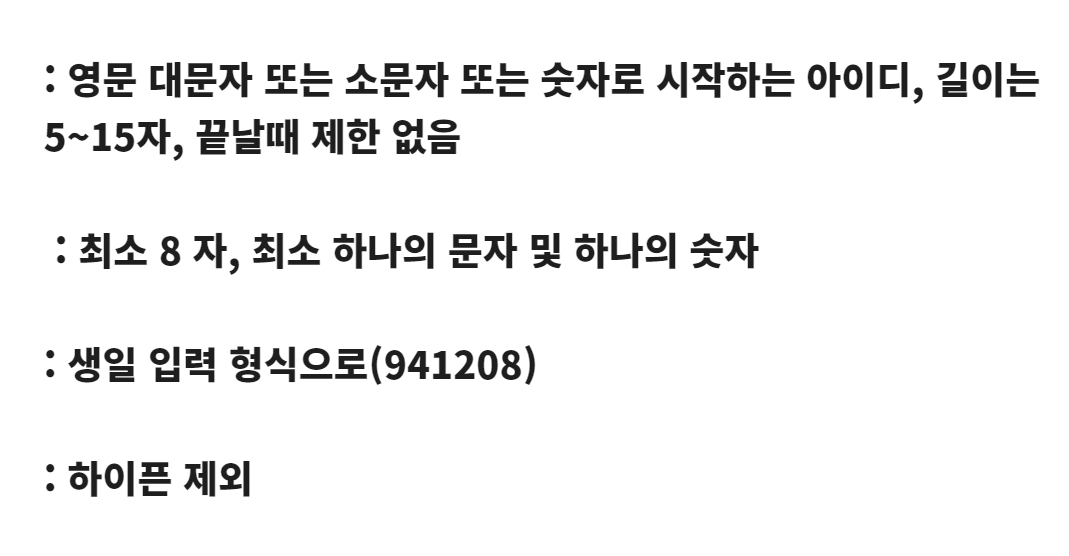 : 영문 대문자 또는 소문자 또는 숫자로 시작하는 아이디, 길이는
5~15자, 끝날때 제한 없음
: 최소 8 자, 최소 하나의 문자 및 하나의 숫자
: 생일 입력 형식으로(941208)
: 하이픈 제외